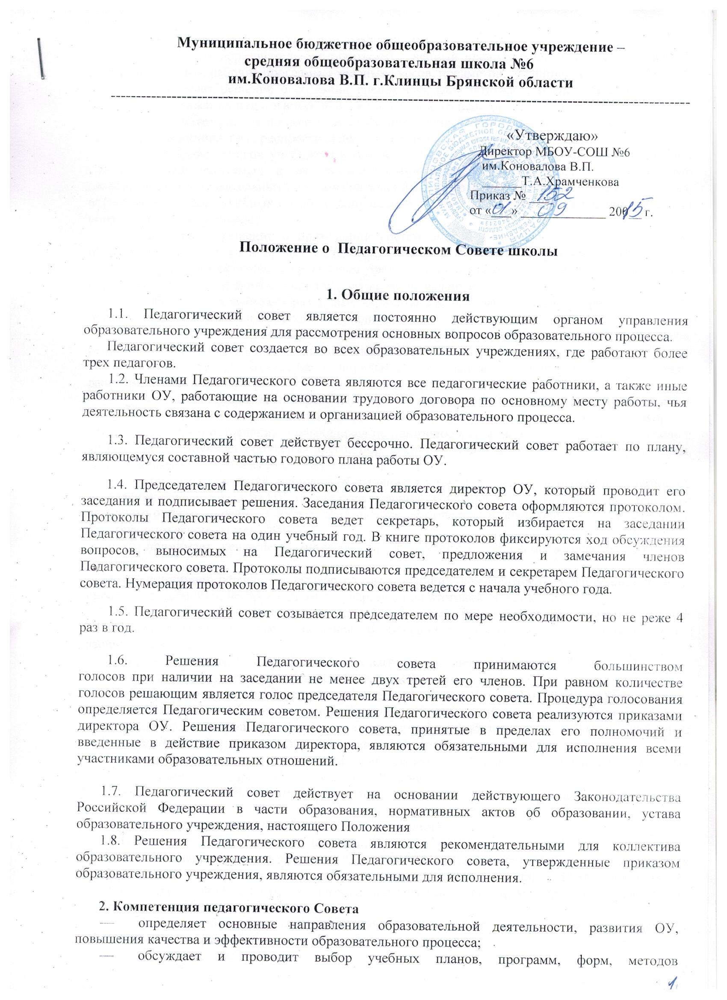 Муниципальное бюджетное общеобразовательное учреждение –
средняя общеобразовательная школа №6
им.Коновалова В.П. г.Клинцы Брянской области
«Утверждаю»
Директор МБОУ-СОШ №6
им.Коновалова В.П.
______ Т.А.Храмченкова
Приказ № 152
от «01» 09 20015 г.
Положение о Педагогическом Совете школы
1. Общие положения
1.1. Педагогический совет является постоянно действующим органом управления
образовательного учреждения для рассмотрения основных вопросов образовательного процесса.
Педагогический совет создается во всех образовательных учреждениях, где работают более
трех педагогов.
1.2. Членами Педагогического совета являются все педагогические работники, а также иные
работники ОУ, работающие на основании трудового договора по основному месту работы, чья
деятельность связана с содержанием и организацией образовательного процесса.
1.3. Педагогический совет действует бессрочно. Педагогический совет работает по плану,
являющемуся составной частью годового плана работы ОУ.
1.4. Председателем Педагогического совета является директор ОУ, который проводит его
заседания и подписывает решения. Заседания Педагогического совета оформляются протоколом.
Протоколы Педагогического совета ведет секретарь, который избирается на заседании
Педагогического совета на один учебный год. В книге протоколов фиксируются ход обсуждения
вопросов, выносимых на Педагогический совет, предложения и замечания членов
Педагогического совета. Протоколы подписываются председателем и секретарем Педагогического
совета. Нумерация протоколов Педагогического совета ведется с начала учебного года.
1.5. Педагогический совет созывается председателем по мере необходимости, но не реже 4
раз в год.
1.6. Решения Педагогического совета принимаются большинством
голосов при наличии на заседании не менее двух третей его членов. При равном количестве
голосов решающим является голос председателя Педагогического совета. Процедура голосования
определяется Педагогическим советом. Решения Педагогического совета реализуются приказами
директора ОУ. Решения Педагогического совета, принятые в пределах его полномочий и
введенные в действие приказом директора, являются обязательными для исполнения всеми
участниками образовательных отношений.
1.7. Педагогический совет действует на основании действующего Законодательства
Российской Федерации в части образования, нормативных актов об образовании, устава
образовательного учреждения, настоящего Положения
1.8. Решения Педагогического совета являются рекомендательными для коллектива
образовательного учреждения. Решения Педагогического совета, утвержденные приказом
образовательного учреждения, являются обязательными для исполнения.
2. Компетенция педагогического Совета
— определяет основные направления образовательной деятельности, развития ОУ,
повышения качества и эффективности образовательного процесса;
— обсуждает и проводит выбор учебных планов, программ, форм, методов
1